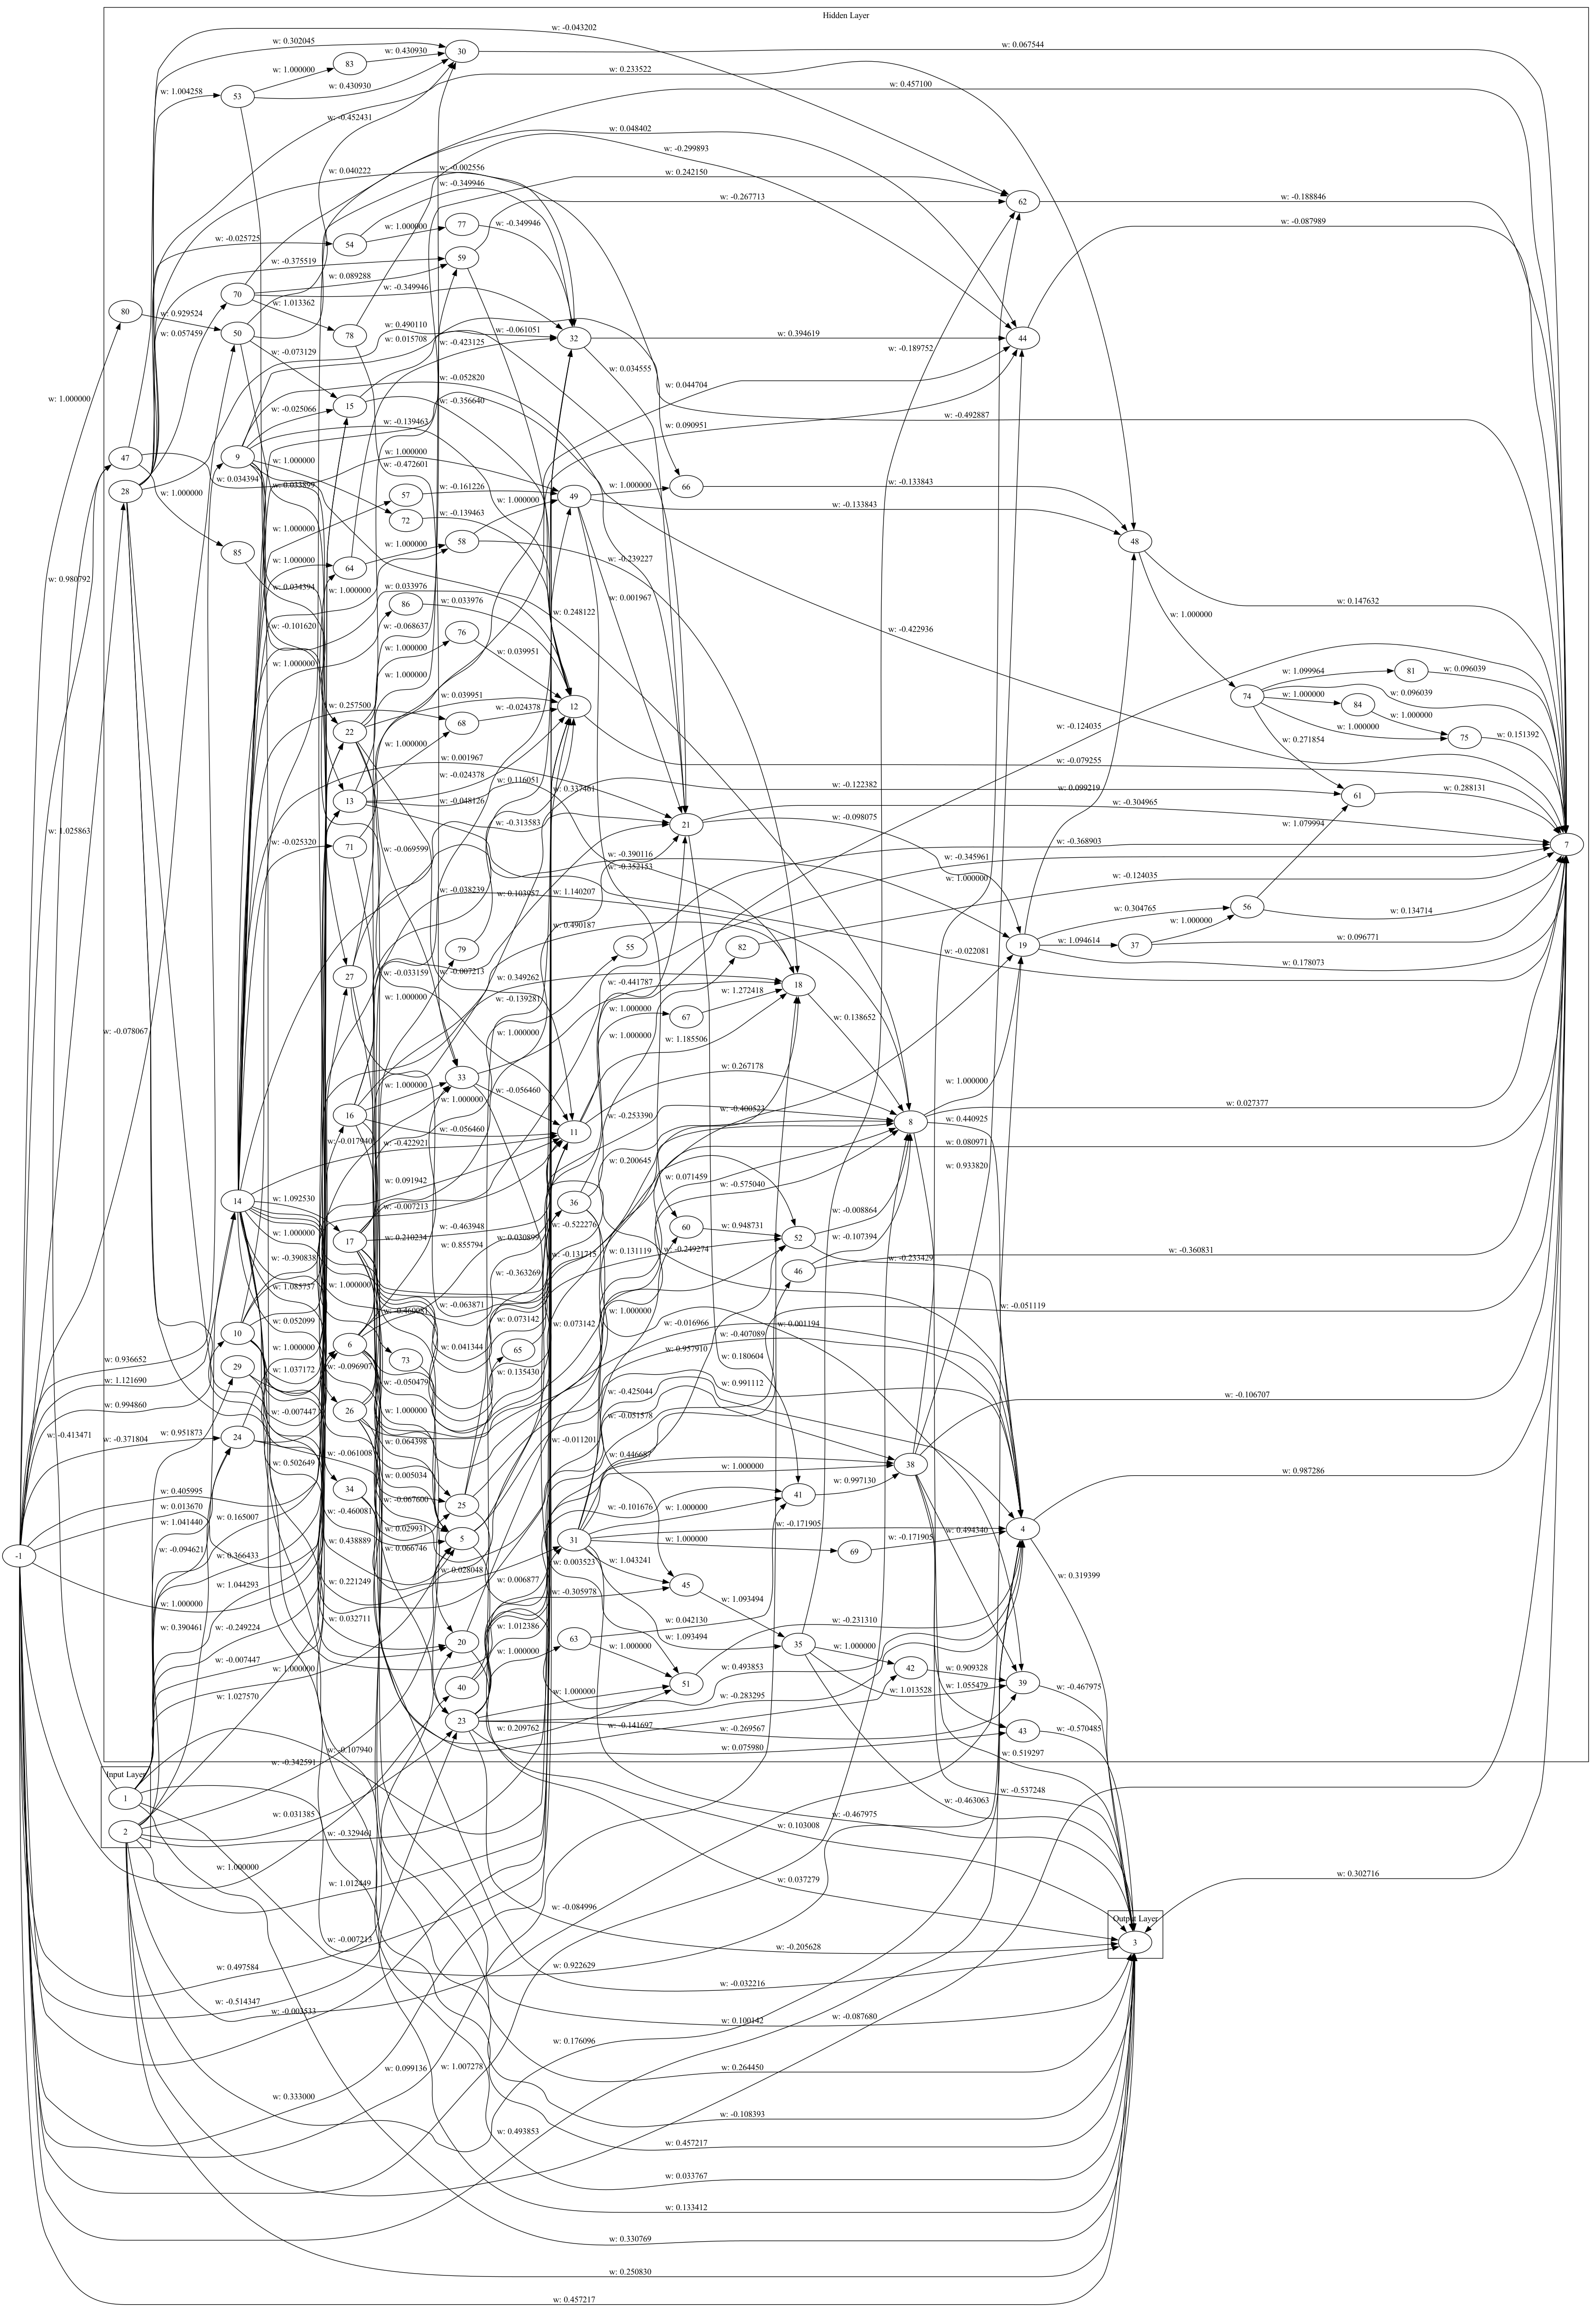 Hidden Layer
w: -0.043202
w: 0.302045
w: 0.430930
30
w: 0.067544
83
w: 1.000000
w: 0.233522
w: 0.457100
w: 1.004258
53
w: 0.430930
w: -0.452431
w: 0.048402
w: -0.299893
w: 0.040222
w: -0.002556
w: 0.242150
w: -0.349946
w: -0.267713
62
w: -0.188846
w: 1.000000
77
w: -0.349946
w: -0.087989
w: -0.025725
54
w: -0.375519
59
w: 0.089288
70
w: -0.349946
80
w: 0.929524
w: 1.013362
w: 0.057459
50
78
w: 0.490110
w: -0.061051
w: 0.015708
32
w: 0.394619
44
w: -0.073129
w: -0.423125
w: -0.189752
w: 0.034555
w: -0.052820
w: 0.044704
w: 1.000000
w: -0.025066
15
w: -0.356640
w: -0.492887
w: -0.139463
w: 0.090951
47
9
w: 1.000000
w: 1.000000
w: -0.472601
28
w: 0.034394
w: 0.033899
w: 1.000000
66
w: -0.133843
w: 1.000000
57
w: -0.161226
49
w: 1.000000
w: -0.133843
72
w: -0.139463
w: 1.000000
58
48
85
w: 1.000000
w: 1.000000
w: -0.239227
64
w: 0.980792
w: 0.034394
w: 1.000000
w: 0.033976
86
w: 0.033976
w: 0.001967
w: 0.147632
w: 0.248122
w: 1.000000
w: -0.101620
w: -0.068637
76
w: -0.422936
w: 1.000000
w: 0.039951
w: 1.000000
w: 1.000000
w: 1.099964
81
w: 0.096039
w: 0.039951
74
w: 0.096039
w: 0.257500
12
w: 1.000000
84
68
w: -0.024378
w: 1.000000
22
w: -0.124035
w: 1.000000
75
w: 0.151392
w: 1.000000
w: 0.271854
w: 0.001967
w: -0.079255
w: -0.024378
w: 0.116051
w: -0.122382
w: 0.099219
w: 0.337461
13
w: -0.048126
61
w: 0.288131
w: -0.304965
w: -0.313583
21
w: -0.098075
w: 1.079994
w: 1.025863
w: -0.025320
71
w: -0.069599
w: -0.390116
w: -0.368903
7
w: -0.352153
w: -0.345961
w: -0.124035
w: 1.000000
w: -0.038239
w: 0.103957
w: 1.140207
w: 0.304765
56
w: 0.134714
w: 1.000000
w: 0.490187
79
55
82
19
w: 1.094614
37
w: 0.096771
w: -0.022081
w: 0.178073
27
w: -0.033159
w: -0.007213
w: 0.349262
w: -0.441787
18
w: 1.272418
w: 1.000000
w: -0.139281
w: 1.000000
67
w: 0.138652
w: -0.078067
w: 1.000000
w: 1.000000
w: 1.185506
w: 0.267178
33
w: 1.000000
w: -0.056460
w: 1.000000
w: 1.000000
w: 0.027377
16
w: -0.400523
w: -0.253390
8
w: 0.440925
w: -0.056460
11
w: -0.017940
w: -0.422921
w: 0.080971
w: 0.200645
w: 0.933820
w: 0.091942
w: 0.071459
w: -0.575040
w: 1.092530
w: -0.007213
14
36
w: -0.008864
w: -0.463948
w: -0.522276
60
w: 0.948731
w: 1.000000
w: 0.210234
w: 0.030899
w: -0.107394
17
w: 0.855794
52
w: -0.131715
w: 0.131119
w: -0.249274
w: -0.233429
w: -0.360831
w: -0.390838
w: -0.363269
46
w: 1.085737
w: 1.000000
w: -0.063871
w: -0.460081
w: 1.000000
w: -0.051119
w: 0.052099
w: 0.073142
w: 0.073142
w: -0.016966
w: 0.001194
10
w: 1.000000
6
w: 0.041344
65
w: -0.407089
w: 0.936652
73
w: 0.180604
w: 0.957910
29
w: 1.037172
w: -0.096907
w: 0.135430
w: 1.121690
w: -0.050479
w: 0.991112
w: -0.425044
w: -0.106707
w: 0.994860
w: -0.007447
26
w: 1.000000
w: -0.051578
w: -0.413471
w: 0.951873
w: 0.064398
w: -0.371804
24
w: -0.011201
w: -0.061008
w: 0.446687
w: 0.502649
w: 0.005034
w: 1.000000
38
w: 0.987286
w: 0.405995
34
w: 0.997130
w: -0.067600
25
41
w: 0.013670
w: -0.460081
w: -0.101676
w: 1.000000
w: 0.165007
w: 1.041440
w: 0.029931
w: -0.171905
w: 0.494340
4
w: 0.438889
5
31
w: -0.094621
w: 0.066746
w: 1.000000
69
w: -0.171905
w: 0.366433
-1
w: 0.003523
w: 1.043241
w: 0.028048
w: 0.319399
w: 1.044293
w: 0.221249
w: 0.006877
w: -0.305978
45
w: 1.000000
w: 1.093494
w: 0.032711
w: 0.042130
w: -0.231310
w: 0.390461
w: -0.249224
w: 1.012386
63
w: 1.093494
35
w: 1.000000
w: 1.000000
w: 1.000000
20
w: -0.007447
w: 0.493853
42
w: 0.909328
w: 1.000000
40
w: 1.000000
51
w: 1.055479
39
w: -0.467975
w: 1.027570
w: -0.283295
w: 1.013528
23
w: 0.209762
w: -0.141697
w: -0.269567
43
w: -0.570485
w: 0.075980
w: 0.519297
w: -0.107940
w: -0.342591
Input Layer
w: -0.537248
1
w: -0.463063
w: 0.031385
w: -0.467975
2
w: -0.329461
w: 0.103008
w: 1.000000
w: 0.302716
w: 1.012449
w: 0.037279
w: -0.084996
Output Layer
w: -0.007213
w: -0.205628
3
w: 0.922629
w: 0.497584
w: -0.032216
w: -0.514347
w: -0.003533
w: 0.100142
w: -0.087680
w: 0.176096
w: 0.099136
w: 1.007278
w: 0.264450
w: 0.333000
w: -0.108393
w: 0.493853
w: 0.457217
w: 0.033767
w: 0.133412
w: 0.330769
w: 0.250830
w: 0.457217